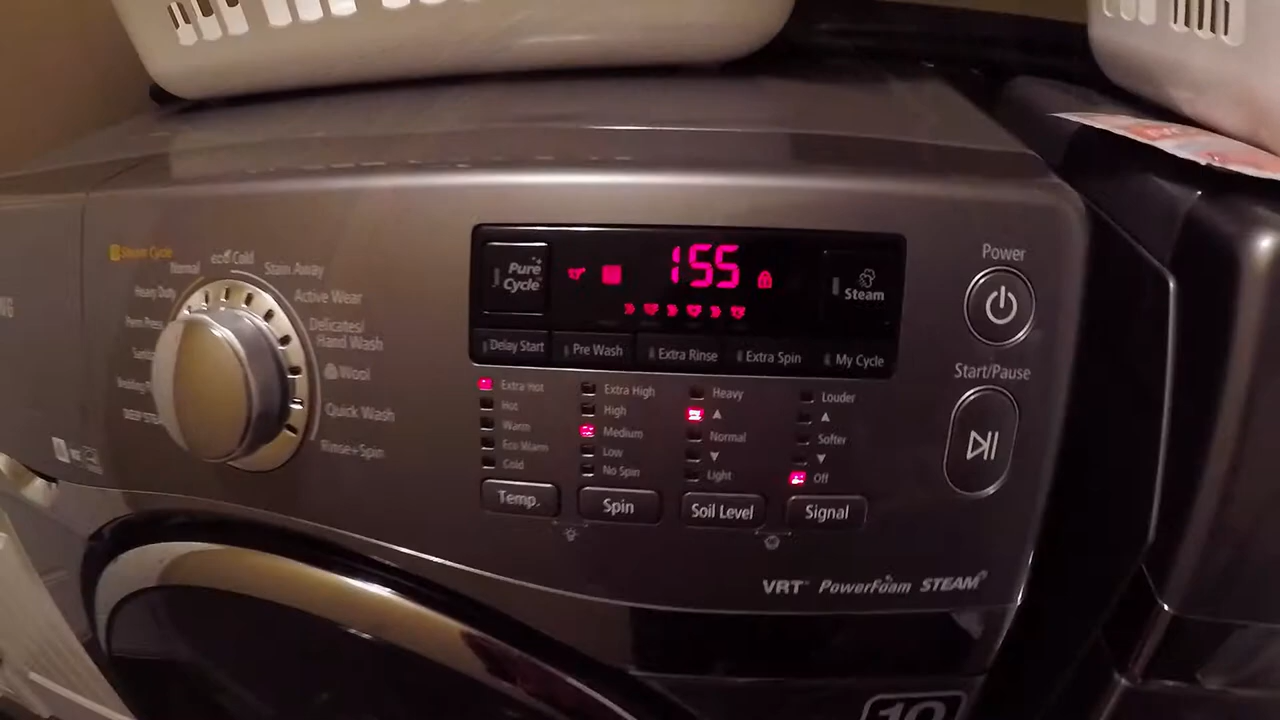 Steam Cycle
Normal
ecoCold
Stain Away
Heavy Duty
Active Wear
Perm Press
Delicates/
Hand Wash
Wool
Quick Wash
Rinse+Spin
Pure
Cycle
155
Steam
Delay Start
Pre Wash
Extra Rinse
Extra Spin
My Cycle
Extra Hot
Hot
Warm
Eco Warm
Cold
Temp.
Extra High
High
Medium
Low
No Spin
Spin
Heavy
Normal
Light
Soil Level
Louder
Softer
Off
Signal
Power
Start/Pause
VRT™ PowerFoam STEAM
10